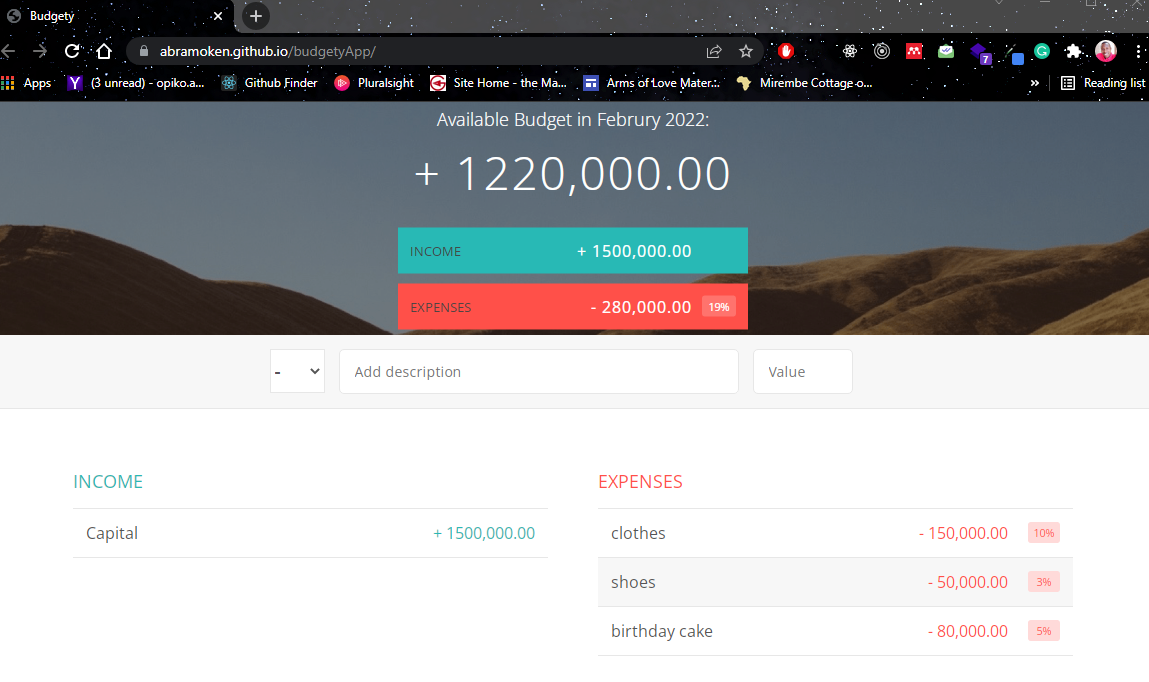 Budgety
abramoken.github.io/budgetyApp/
7
G
Apps
Y (3 unread) - opiko.a...
Github Finder
Pluralsight
Site Home - the Ma...
Arms of Love Mater...
Mirembe Cottage -o...
»
Reading list
Available Budget in Februry 2022:
+ 1220,000.00
INCOME + 1500,000.00
EXPENSES - 280,000.00 19%
- Add description Value
INCOME
Capital + 1500,000.00
EXPENSES
clothes - 150,000.00 10%
shoes - 50,000.00 3%
birthday cake - 80,000.00 5%